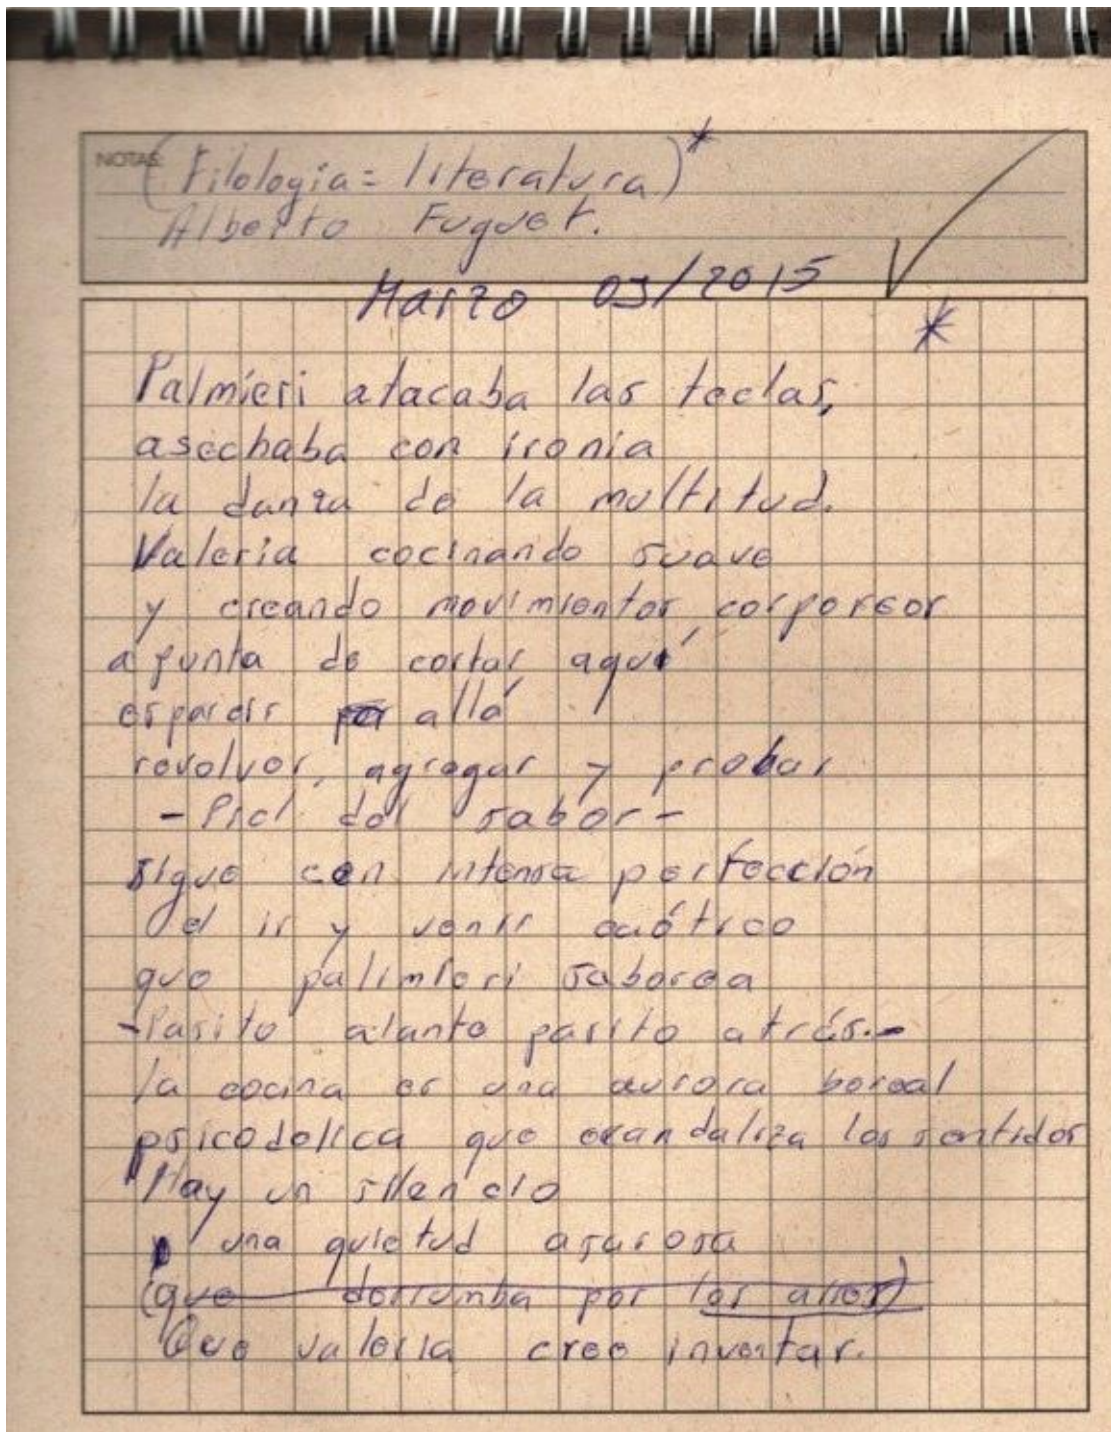 NOTAS:
(Filologia = literatura)*
Alberto Fuguet.
Marzo 03/2015
*
Palmieri atacaba las teclas,
asechaba con ironia
la danza de la multitud.
Valeria cocinando suave
y creando movimientos corporeos
a punta de cortar aquí
esparcir por allá
revolver, agregar y probar
- Piel del sabor -
sigue con intensa perfección
el ir y venir caótico
que palimieri saborea
- Pasito alante pasito atrás. -
la cocina es una aurora boreal
psicodelica que escandaliza los sentidos
Hay un silencio
y una quietud asarosa
(que derrumba por los aires)
Que valeria cree inventar.